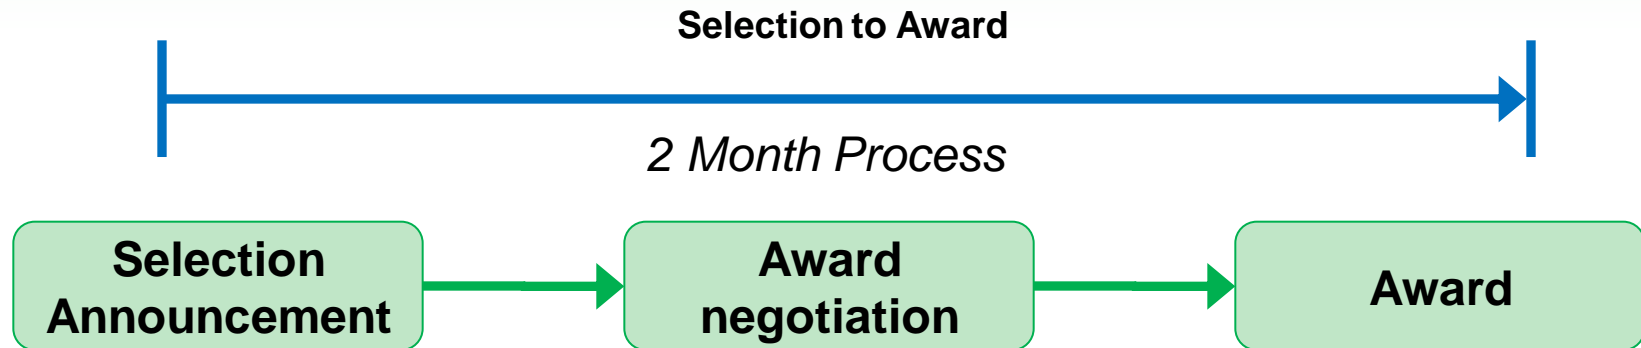 Selection to Award
2 Month Process
Selection
Announcement
Award
negotiation
Award